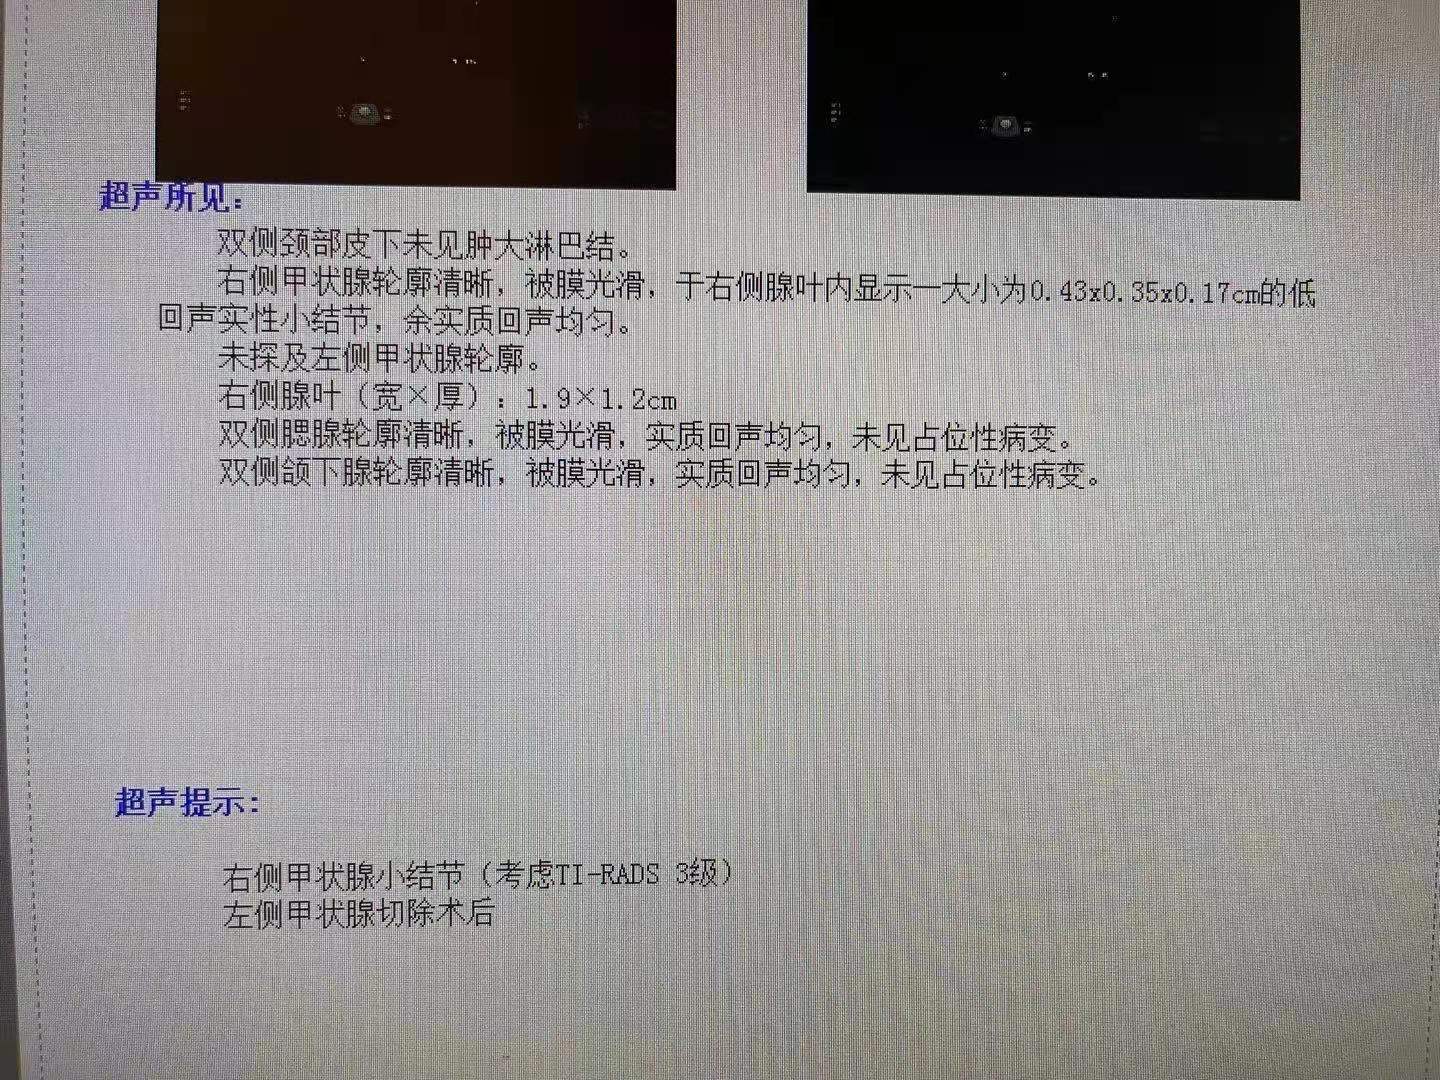 超声所见:
双侧颈部皮下未见肿大淋巴结。
右侧甲状腺轮廓清晰，被膜光滑，于右侧腺叶内显示一大小为0.43x0.35x0.17cm的低
回声实性小结节，余实质回声均匀。
未探及左侧甲状腺轮廓。
右侧腺叶（宽×厚）：1.9×1.2cm
双侧腮腺轮廓清晰，被膜光滑，实质回声均匀，未见占位性病变。
双侧颌下腺轮廓清晰，被膜光滑，实质回声均匀，未见占位性病变。
超声提示:
右侧甲状腺小结节（考虑TI-RADS 3级）
左侧甲状腺切除术后